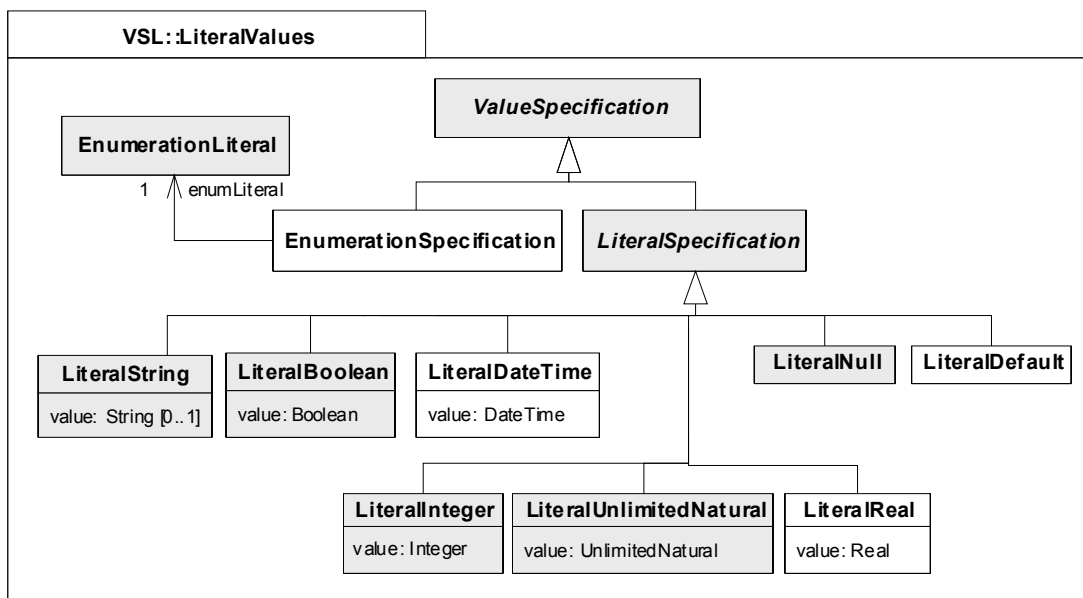 VSL::LiteralValues
ValueSpecification
EnumerationLiteral
1 enumLiteral
EnumerationSpecification
LiteralSpecification
LiteralString
value: String [0..1]
LiteralBoolean
value: Boolean
LiteralDateTime
value: DateTime
LiteralNull
LiteralDefault
LiteralInteger
value: Integer
LiteralUnlimitedNatural
value: UnlimitedNatural
LiteralReal
value: Real